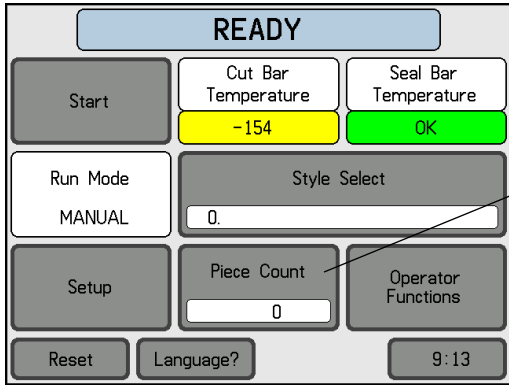 READY
Start
Cut Bar
Temperature
-154
Seal Bar
Temperature
OK
Run Mode
MANUAL
Style Select
0.
Setup
Piece Count
0
Operator
Functions
Reset
Language?
9:13